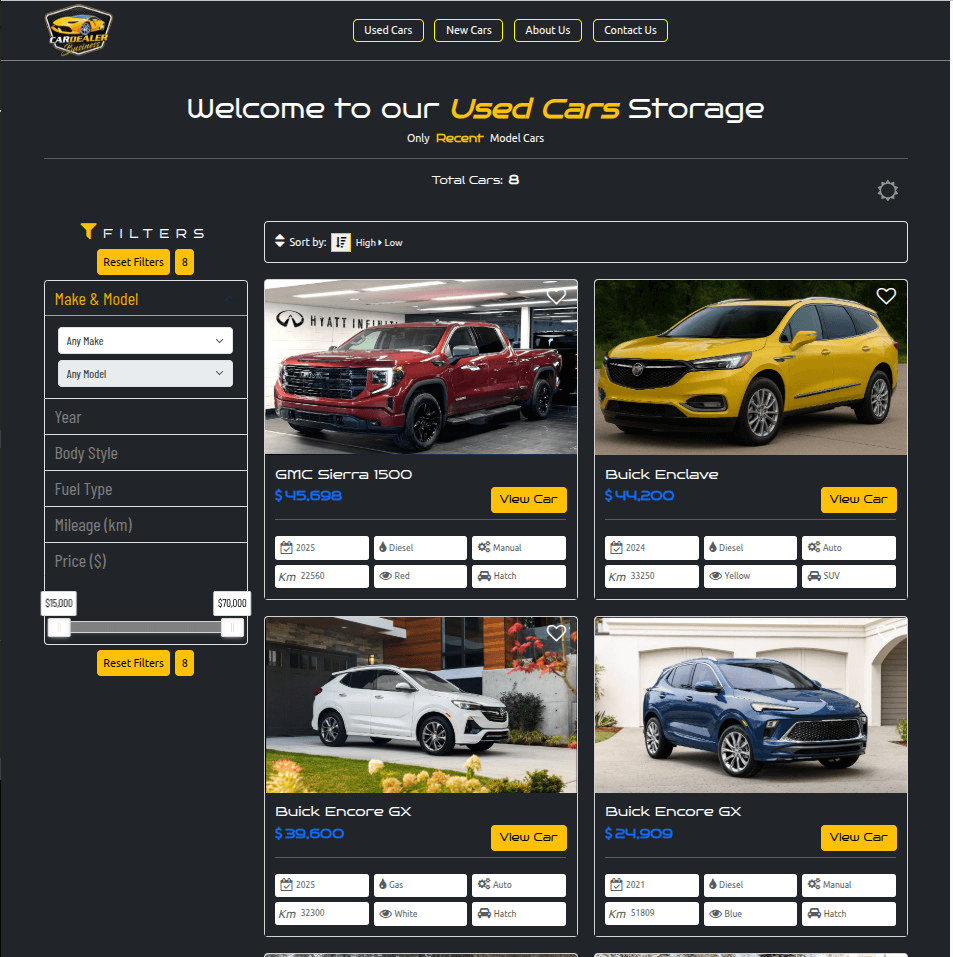 CARDEALER
Business
Used Cars
New Cars
About Us
Contact Us
Welcome to our Used Cars Storage
Only Recent Model Cars
Total Cars: 8
FILTERS
Reset Filters 8
Make & Model
Any Make
Any Model
Year
Body Style
Fuel Type
Mileage (km)
Price ($)
$15,000
$70,000
Reset Filters 8
Sort by: High Low
HYATT INFINITI
GMC Sierra 1500
$45,698
View Car
2025
Diesel
Manual
Km 22560
Red
Hatch
Buick Enclave
$44,200
View Car
2024
Diesel
Auto
Km 33250
Yellow
SUV
Buick Encore GX
$39,600
View Car
2025
Gas
Auto
Km 32300
White
Hatch
Buick Encore GX
$24,909
View Car
2021
Diesel
Manual
Km 51809
Blue
Hatch